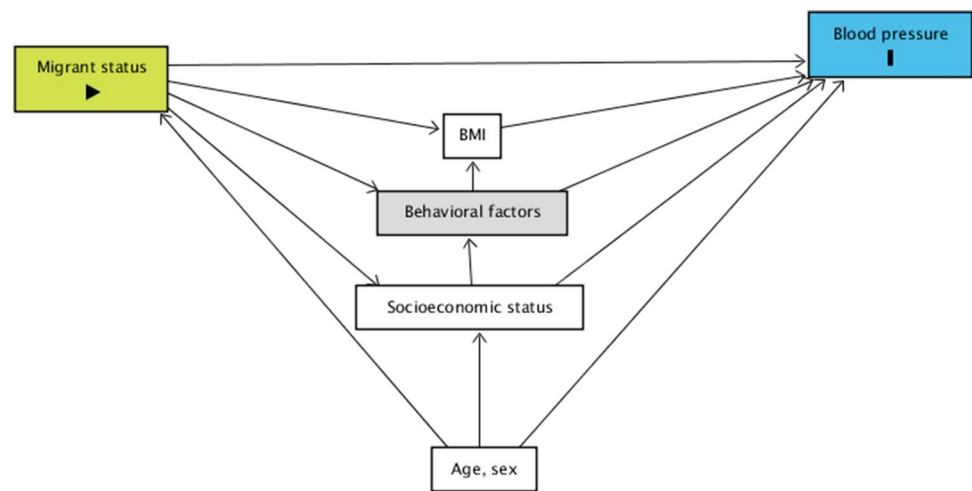 Blood pressure
Migrant status
BMI
Behavioral factors
Socioeconomic status
Age, sex